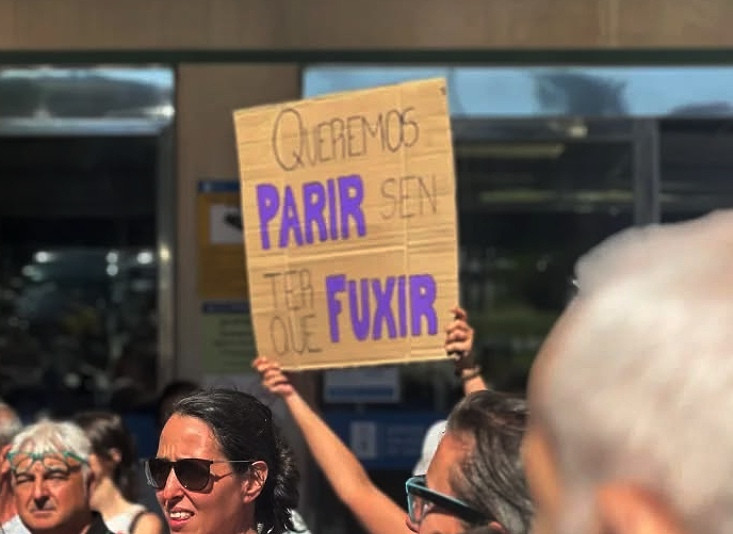 QUEREMOS
PARIR SEN
TER
QUE FUXIR